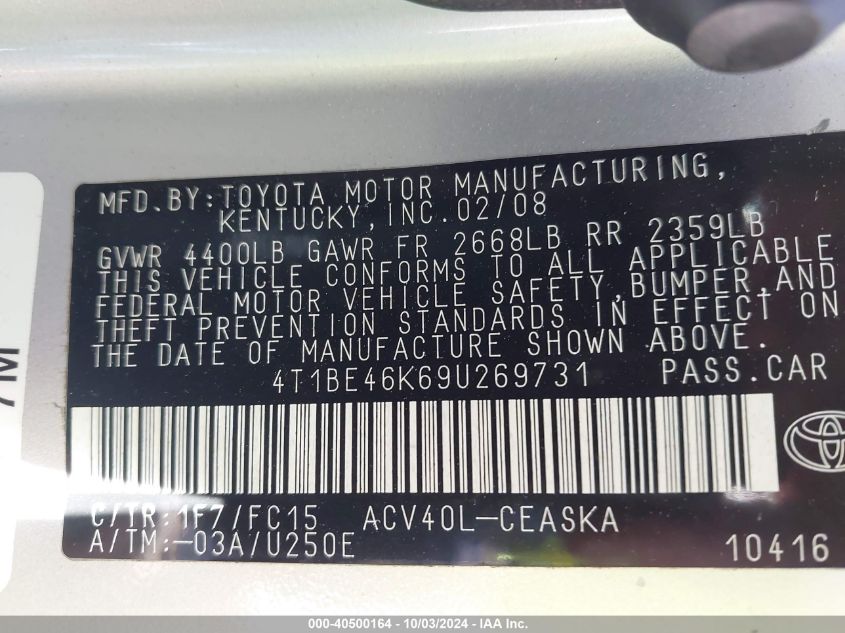 MFD.BY:TOYOTA MOTOR MANUFACTURING,
KENTUCKY,INC.02/08
GVWR 4400LB GAWR FR 2668LB RR 2359LB
THIS VEHICLE CONFORMS TO ALL APPLICABLE
FEDERAL MOTOR VEHICLE SAFETY,BUMPER,AND
THEFT PREVENTION STANDARDS IN EFFECT ON
THE DATE OF MANUFACTURE SHOWN ABOVE.
4T1BE46K69U269731 PASS.CAR
C/TR:1F7/FC15 ACV40L-CEASKA
A/TM:-03A/U250E 10416
000-40500164 - 10/03/2024 - IAA Inc.